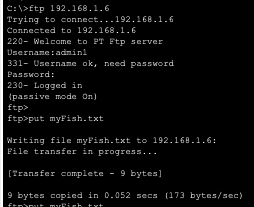 C:\>ftp 192.168.1.6
Trying to connect...192.168.1.6
Connected to 192.168.1.6
220- Welcome to PT Ftp server
Username:admin1
331- Username ok, need password
Password:
230- Logged in
(passive mode On)
ftp>
ftp>put myFish.txt
Writing file myFish.txt to 192.168.1.6:
File transfer in progress...
[Transfer complete - 9 bytes]
9 bytes copied in 0.052 secs (173 bytes/sec)
ftp>put myFish.txt